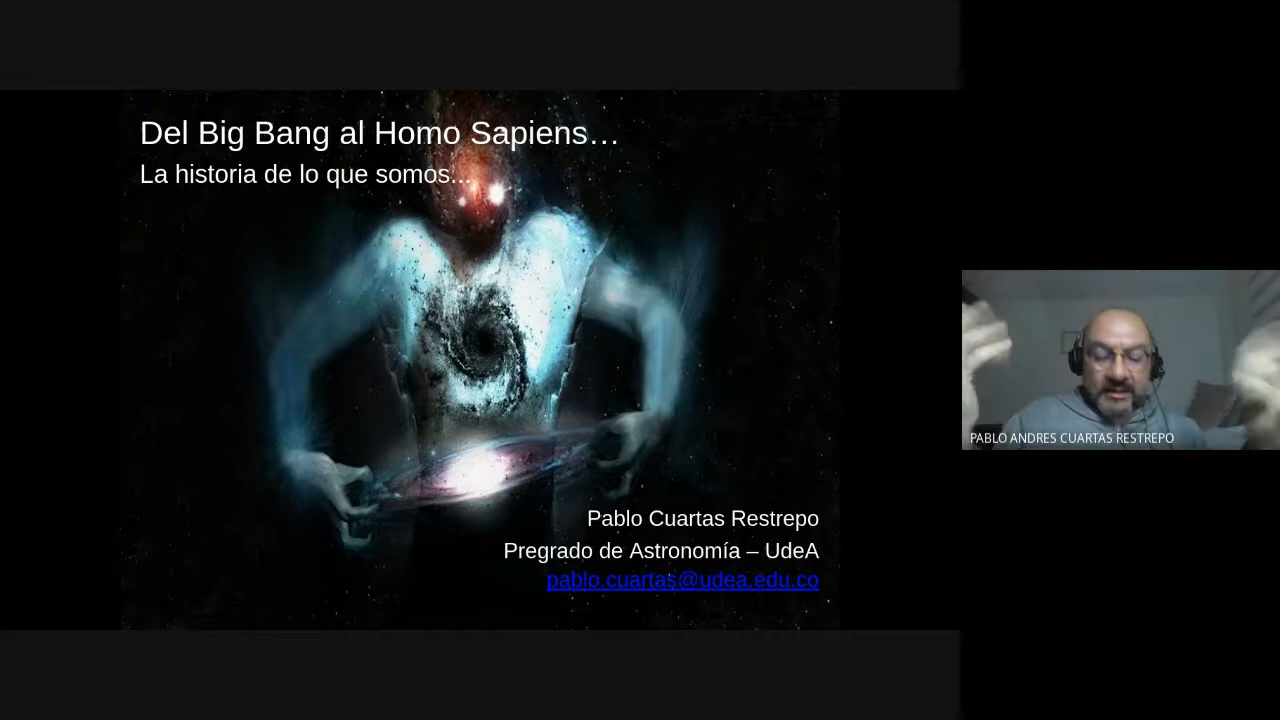 Del Big Bang al Homo Sapiens…
La historia de lo que somos...
Pablo Cuartas Restrepo
Pregrado de Astronomía – UdeA
pablo.cuartas@udea.edu.co
PABLO ANDRES CUARTAS RESTREPO